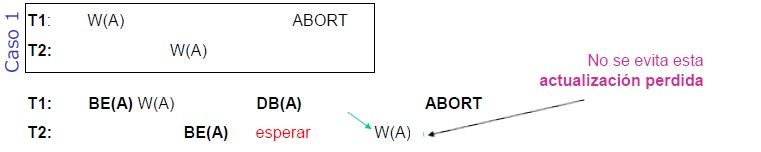 Caso 1
T1: W(A) ABORT
T2: W(A)
No se evita esta
actualización perdida
T1: BE(A) W(A) DB(A) ABORT
T2: BE(A) esperar W(A)